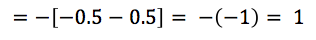 = −[−0.5 − 0.5] = −(−1) = 1